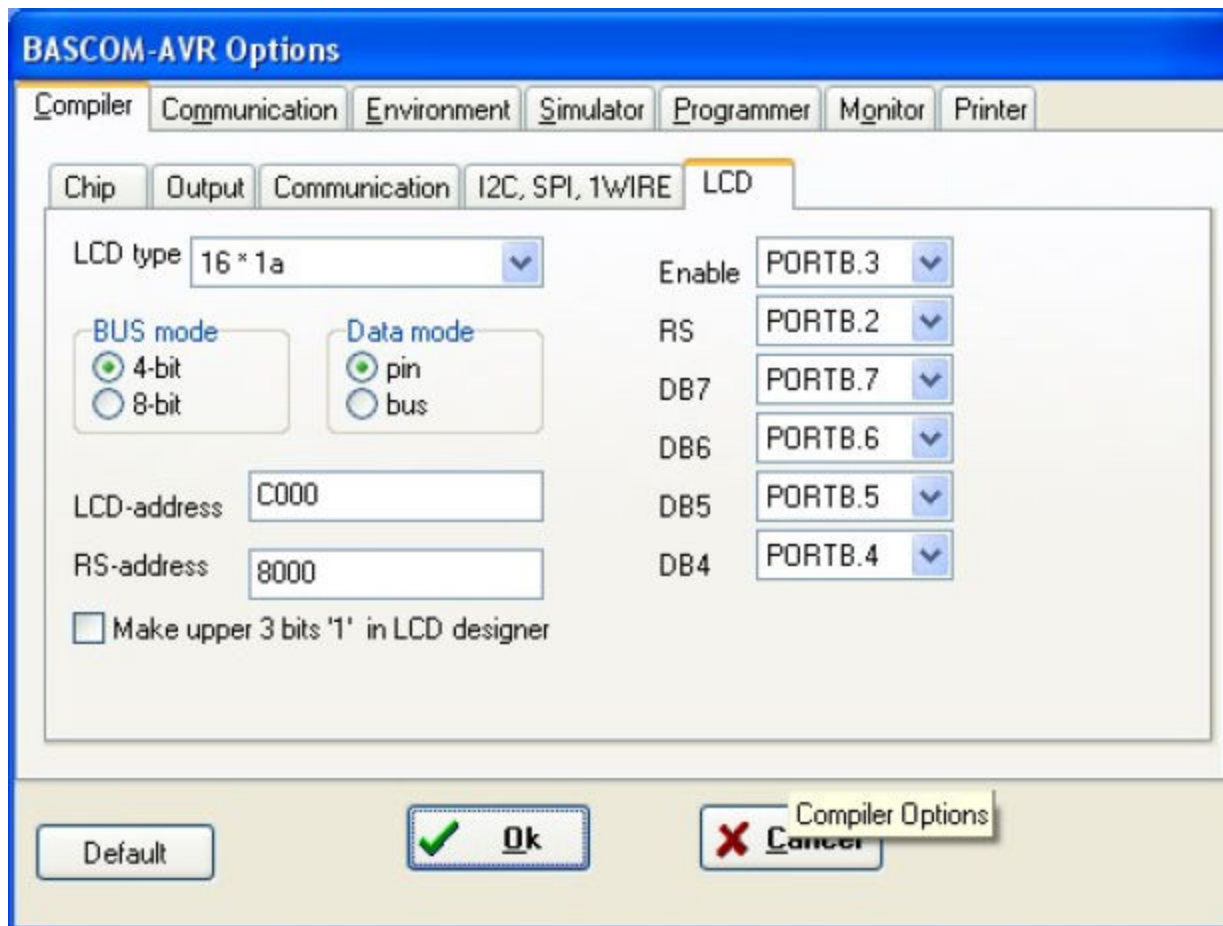 BASCOM-AVR Options
Compiler Communication Environment Simulator Programmer Monitor Printer
Chip Output Communication I2C, SPI, 1WIRE LCD
LCD type 16 * 1a
BUS mode
4-bit
8-bit
Data mode
pin
bus
LCD-address C000
RS-address 8000
Make upper 3 bits '1' in LCD designer
Enable PORTB.3
RS PORTB.2
DB7 PORTB.7
DB6 PORTB.6
DB5 PORTB.5
DB4 PORTB.4
Default
Ok
Cancel
Compiler Options